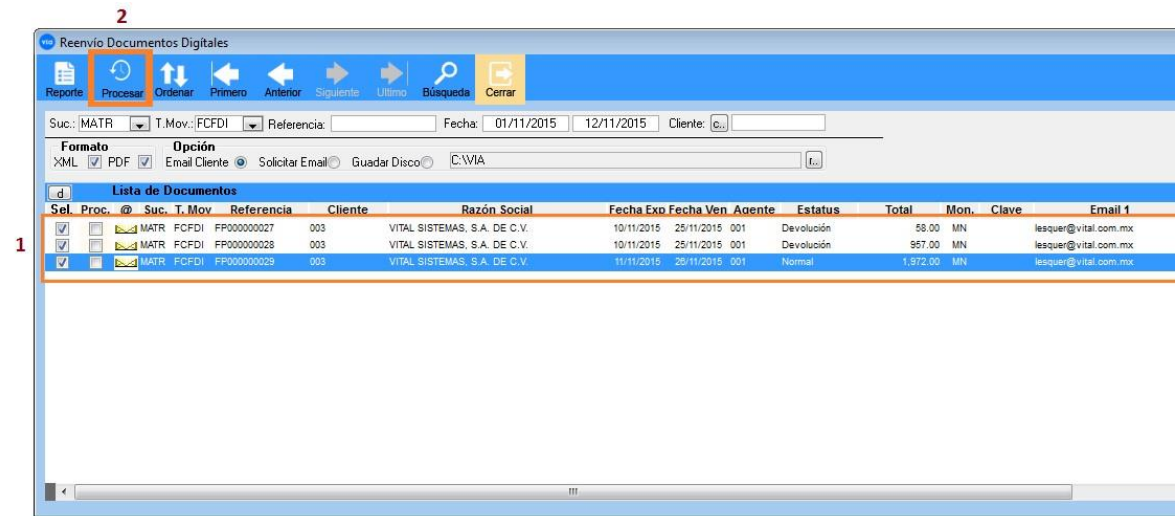 2
via Reenvío Documentos Digítales
Reporte Procesar Ordenar Primero Anterior Siguiente Ultimo Búsqueda Cerrar
Suc.: MATR T.Mov.: FCFDI Referencia: Fecha: 01/11/2015 12/11/2015 Cliente: c..
Formato Opción
XML PDF Email Cliente Solicitar Email Guadar Disco C:\VIA
d Lista de Documentos
Sel. Proc. @ Suc. T. Mov Referencia Cliente Razón Social Fecha Exp Fecha Ven Agente Estatus Total Mon. Clave Email 1
1
MATR FCFDI FP000000027 003 VITAL SISTEMAS, S.A. DE C.V. 10/11/2015 25/11/2015 001 Devolución 58.00 MN lesquer@vital.com.mx
MATR FCFDI FP000000028 003 VITAL SISTEMAS, S.A. DE C.V. 10/11/2015 25/11/2015 001 Devolución 957.00 MN lesquer@vital.com.mx
MATR FCFDI FP000000029 003 VITAL SISTEMAS, S.A. DE C.V. 11/11/2015 26/11/2015 001 Normal 1,972.00 MN lesquer@vital.com.mx